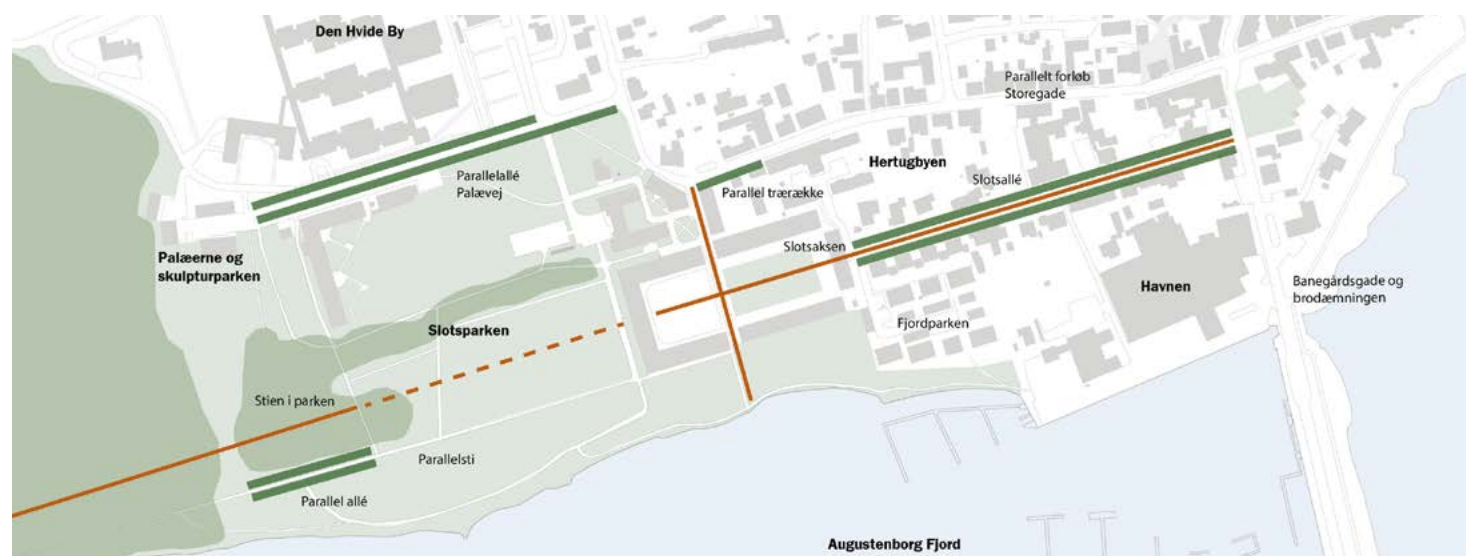 Den Hvide By
Parallelt forløb
Storegade
Hertugbyen
Parallelallé
Palævej
Parallel trærække
Slotsallé
Slotsaksen
Palæerne og
skulpturparken
Havnen
Banegårdsgade og
brodæmningen
Slotsparken
Fjordparken
Stien i parken
Parallelsti
Parallel allé
Augustenborg Fjord